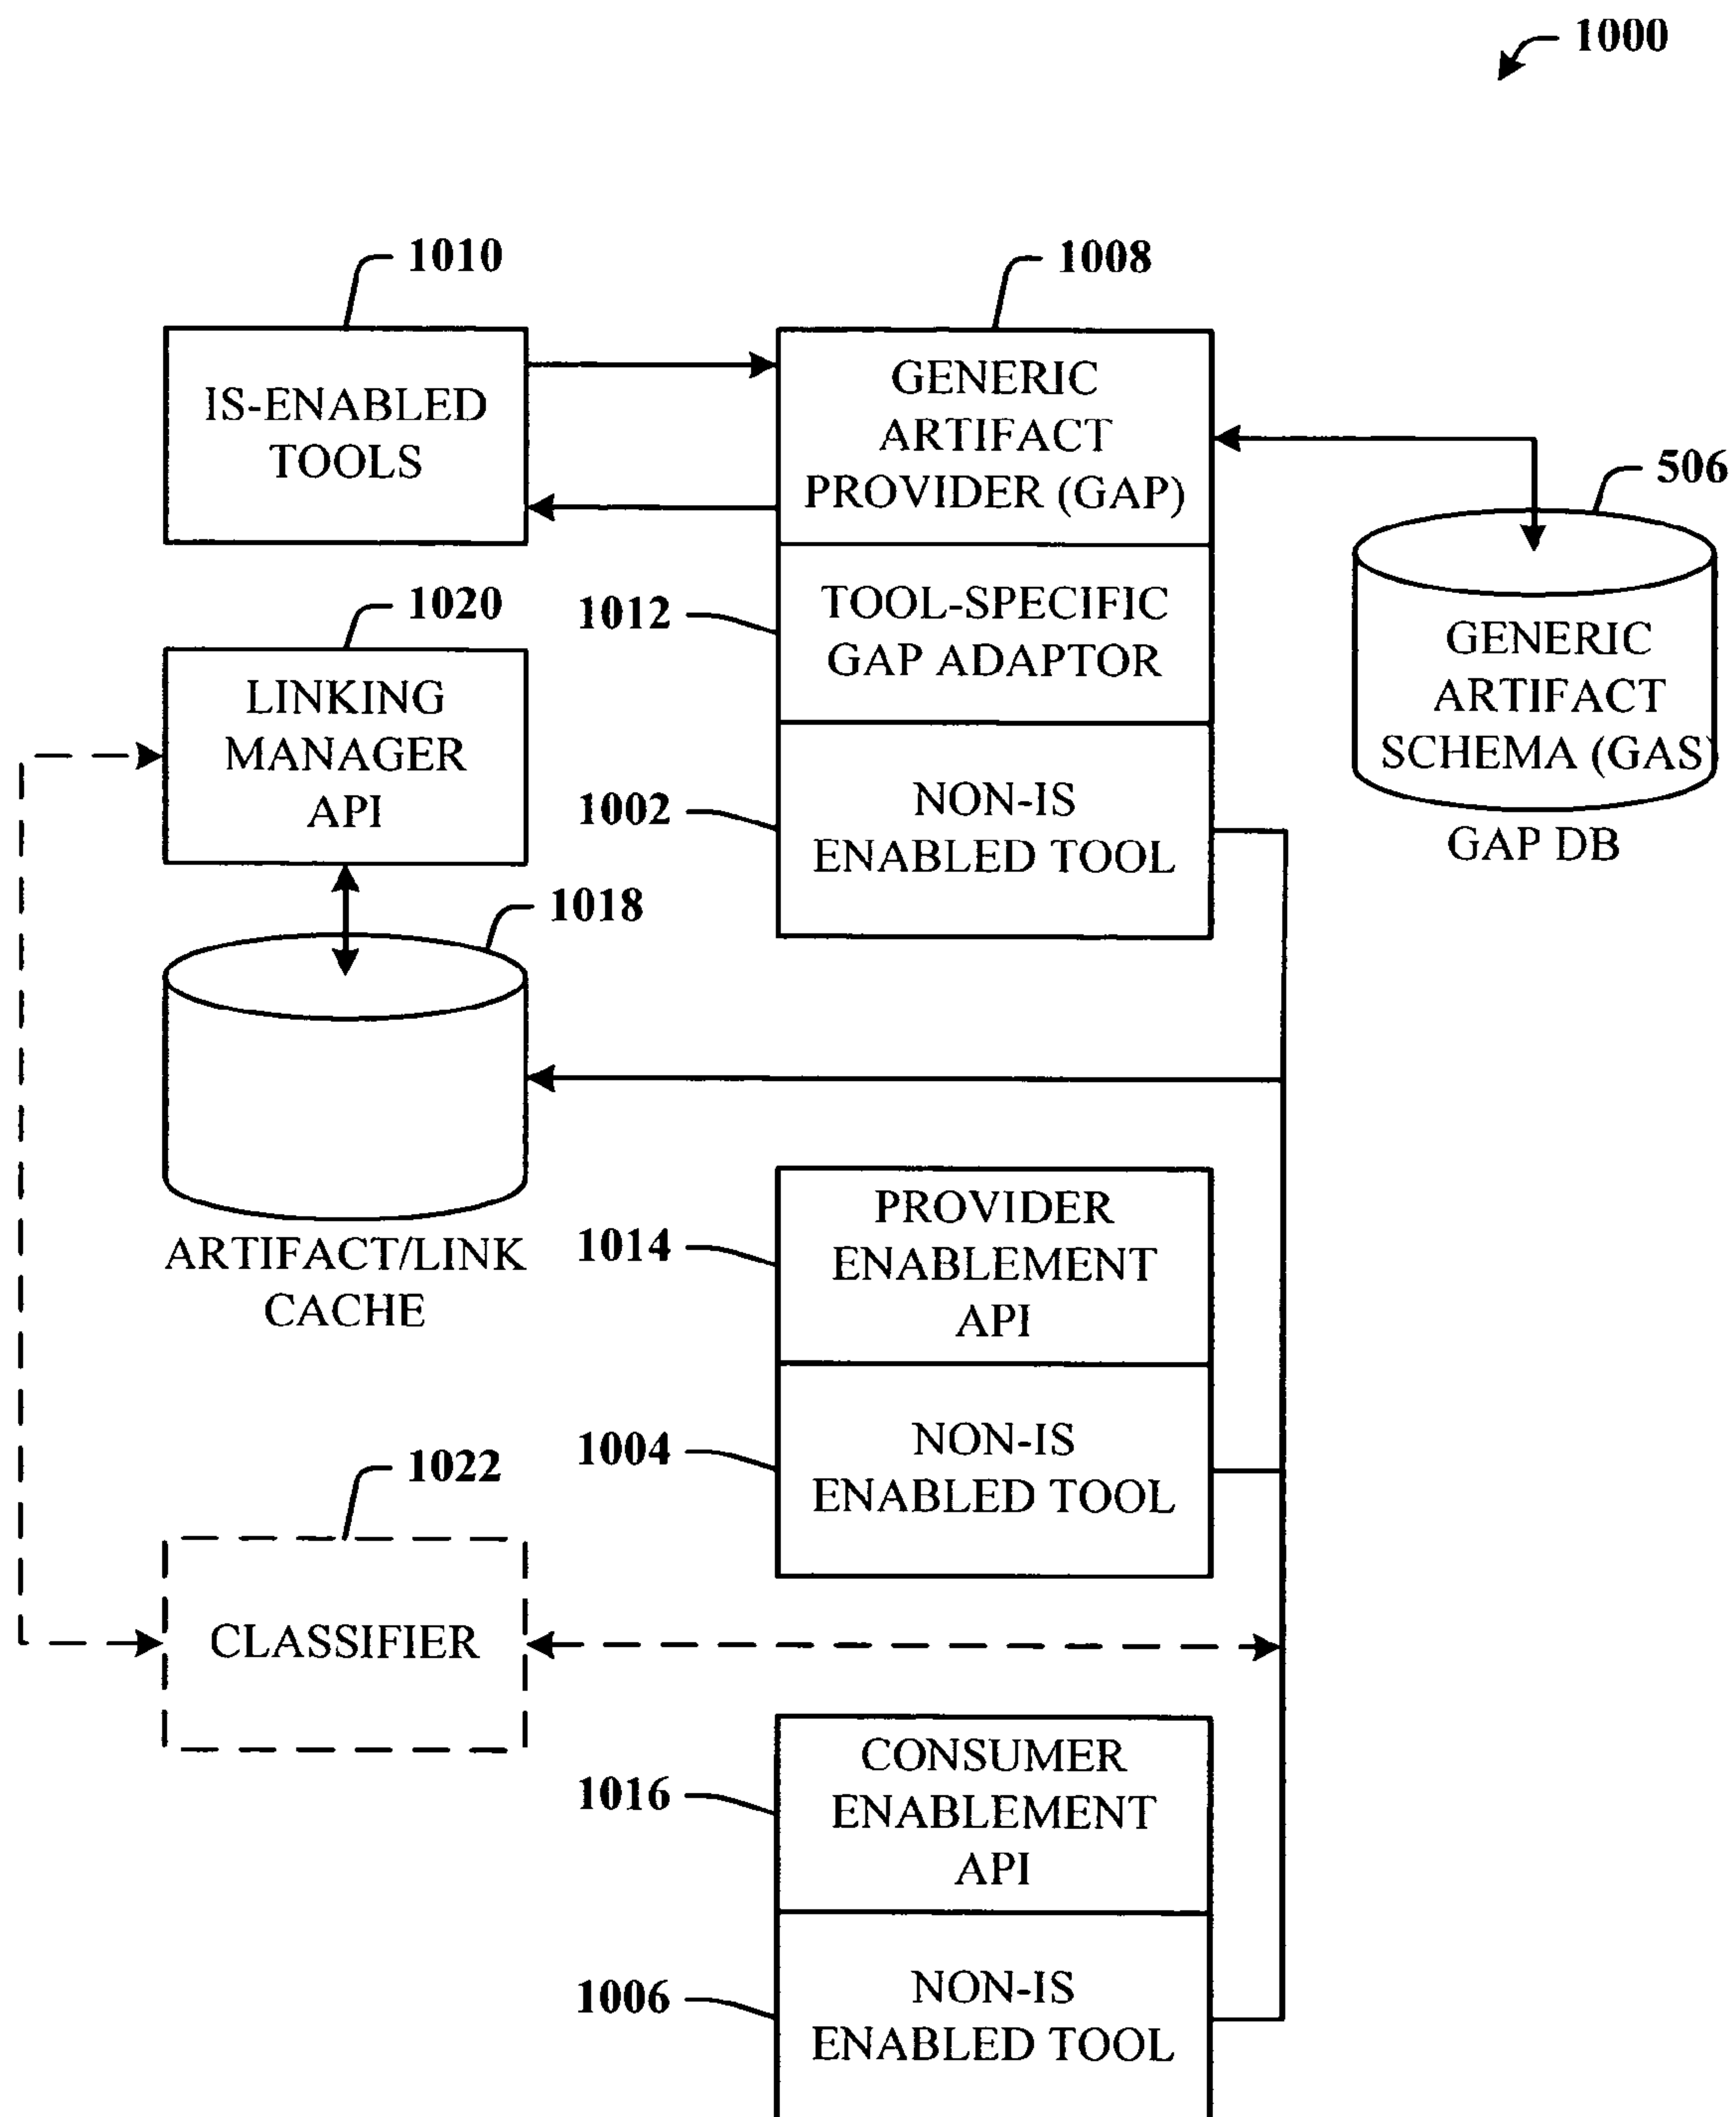 1000
1010
1008
IS-ENABLED
TOOLS
GENERIC
ARTIFACT
PROVIDER (GAP)
506
1020
1012
TOOL-SPECIFIC
GAP ADAPTOR
GENERIC
ARTIFACT
SCHEMA (GAS)
GAP DB
LINKING
MANAGER
API
1002
NON-IS
ENABLED TOOL
1018
ARTIFACT/LINK
CACHE
1014
PROVIDER
ENABLEMENT
API
1004
NON-IS
ENABLED TOOL
1022
CLASSIFIER
1016
CONSUMER
ENABLEMENT
API
1006
NON-IS
ENABLED TOOL